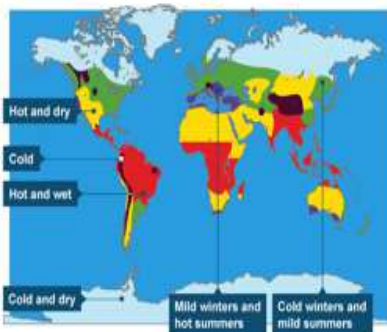 Hot and dry
Cold
Hot and wet
Cold and dry
Mild winters and
hot summers
Cold winters and
mild summers